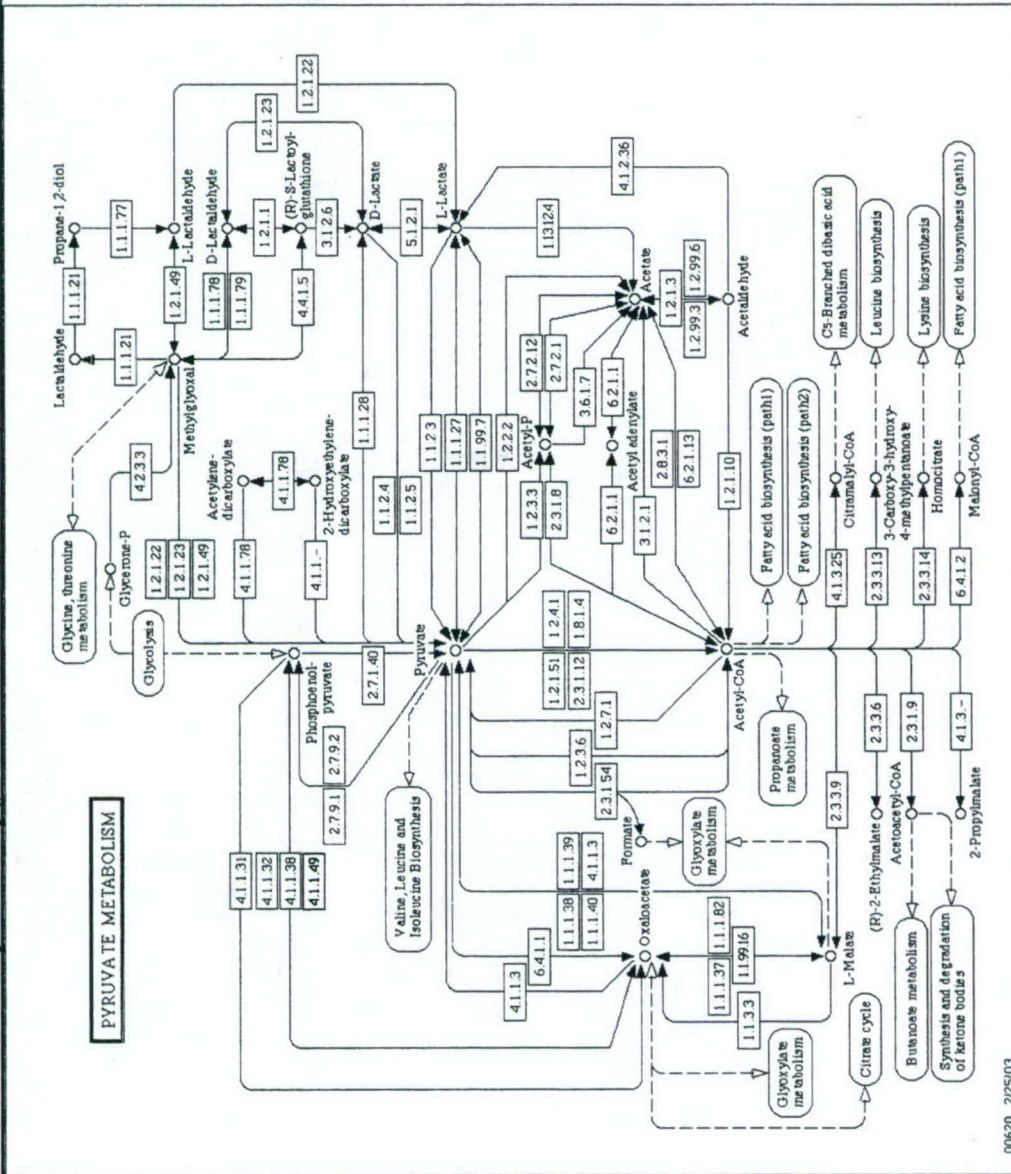 PYRUVATE METABOLISM
Glycine, threonine
metabolism
Glycolysis
Glycerone-P
4.2.3.3
Lactaldehyde
1.1.1.21
Propane-1,2-diol
1.1.1.21
1.1.1.77
Methylglyoxal
1.2.1.49
L-Lactaldehyde
1.2.1.22
D-Lactaldehyde
1.2.1.23
1.1.1.78
1.1.1.79
1.2.1.1
(R)-S-Lactoyl-
glutathione
4.4.1.5
3.1.2.6
D-Lactate
5.1.2.1
L-Lactate
1.2.1.22
1.2.1.23
1.2.1.49
Acetylene-
dicarboxylate
4.1.1.78
4.1.1.78
2-Hydroxyethylene-
dicarboxylate
4.1.1.-
1.1.1.28
1.1.2.4
1.1.2.5
4.1.1.31
4.1.1.32
4.1.1.38
4.1.1.49
Phosphoenol-
pyruvate
2.7.1.40
2.7.9.1
2.7.9.2
Pyruvate
Valine, Leucine and
Isoleucine Biosynthesis
1.1.2.3
1.1.1.27
1.1.99.7
1.2.2.2
1.13.12.4
4.1.2.36
Acetyl-P
1.2.3.3
2.3.1.8
2.7.2.12
2.7.2.1
3.6.1.7
6.2.1.1
Acetyl adenylate
6.2.1.1
3.1.2.1
2.8.3.1
6.2.1.13
Acetate
1.2.1.3
1.2.99.6
1.2.99.3
Acetaldehyde
1.2.1.10
4.1.1.3
6.4.1.1
1.1.1.38
1.1.1.39
1.1.1.40
4.1.1.3
Oxaloacetate
1.1.1.37
1.1.1.82
1.1.99.16
1.1.3.3
L-Malate
Formate
Glyoxylate
metabolism
2.3.1.54
1.2.3.6
1.2.7.1
1.2.1.51
1.2.4.1
2.3.1.12
1.8.1.4
Acetyl-CoA
Propanoate
metabolism
Fatty acid biosynthesis (path1)
Fatty acid biosynthesis (path2)
Glyoxylate
metabolism
Citrate cycle
2.3.3.9
4.1.3.25
Citramalyl-CoA
C5-Branched dibasic acid
metabolism
(R)-2-Ethylmalate
2.3.3.6
2.3.3.13
3-Carboxy-3-hydroxy-
4-methylpentanoate
Leucine biosynthesis
Butanoate metabolism
Acetoacetyl-CoA
2.3.1.9
2.3.3.14
Homocitrate
Lysine biosynthesis
Synthesis and degradation
of ketone bodies
2-Propylmalate
4.1.3.-
6.4.1.2
Malonyl-CoA
Fatty acid biosynthesis (path1)
00620 2/25/03